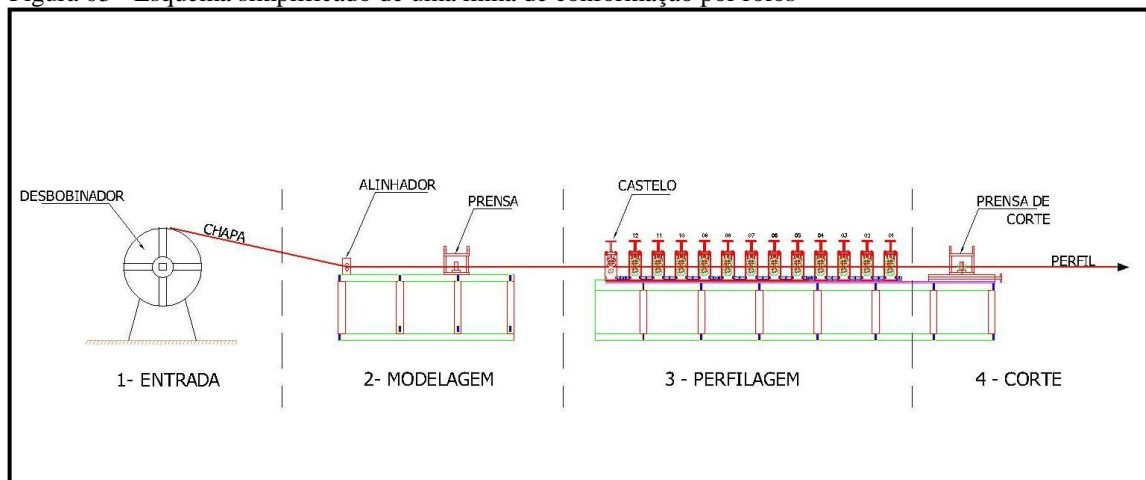 Esquema simplificado de uma linha de conformação por rolos
DESBOBINADOR
CHAPA
ALINHADOR
PRENSA
CASTELO
12 11 10 09 08 07 06 05 04 03 02 01
PRENSA DE
CORTE
PERFIL
1- ENTRADA
2- MODELAGEM
3 - PERFILAGEM
4 - CORTE